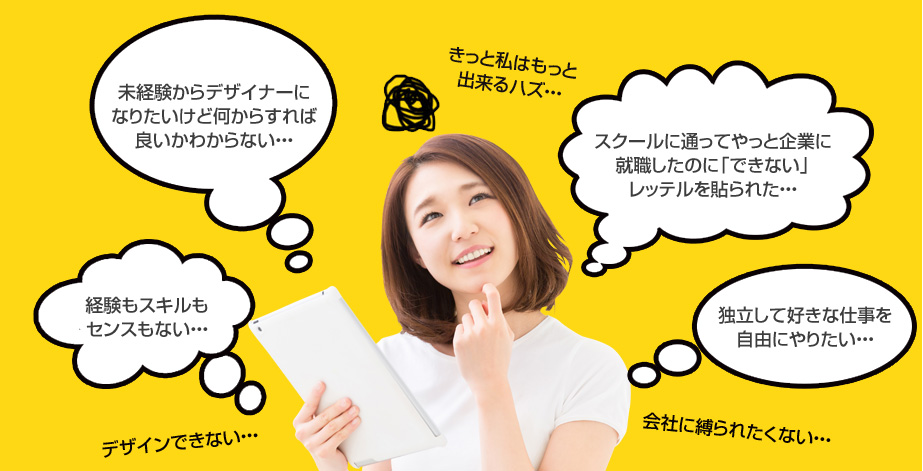 きっと私はもっと
出来るハズ…
未経験からデザイナーに
なりたいけど何からすれば
良いかわからない…
スクールに通ってやっと企業に
就職したのに「できない」
レッテルを貼られた…
経験もスキルも
センスもない…
独立して好きな仕事を
自由にやりたい…
デザインできない…
会社に縛られたくない…